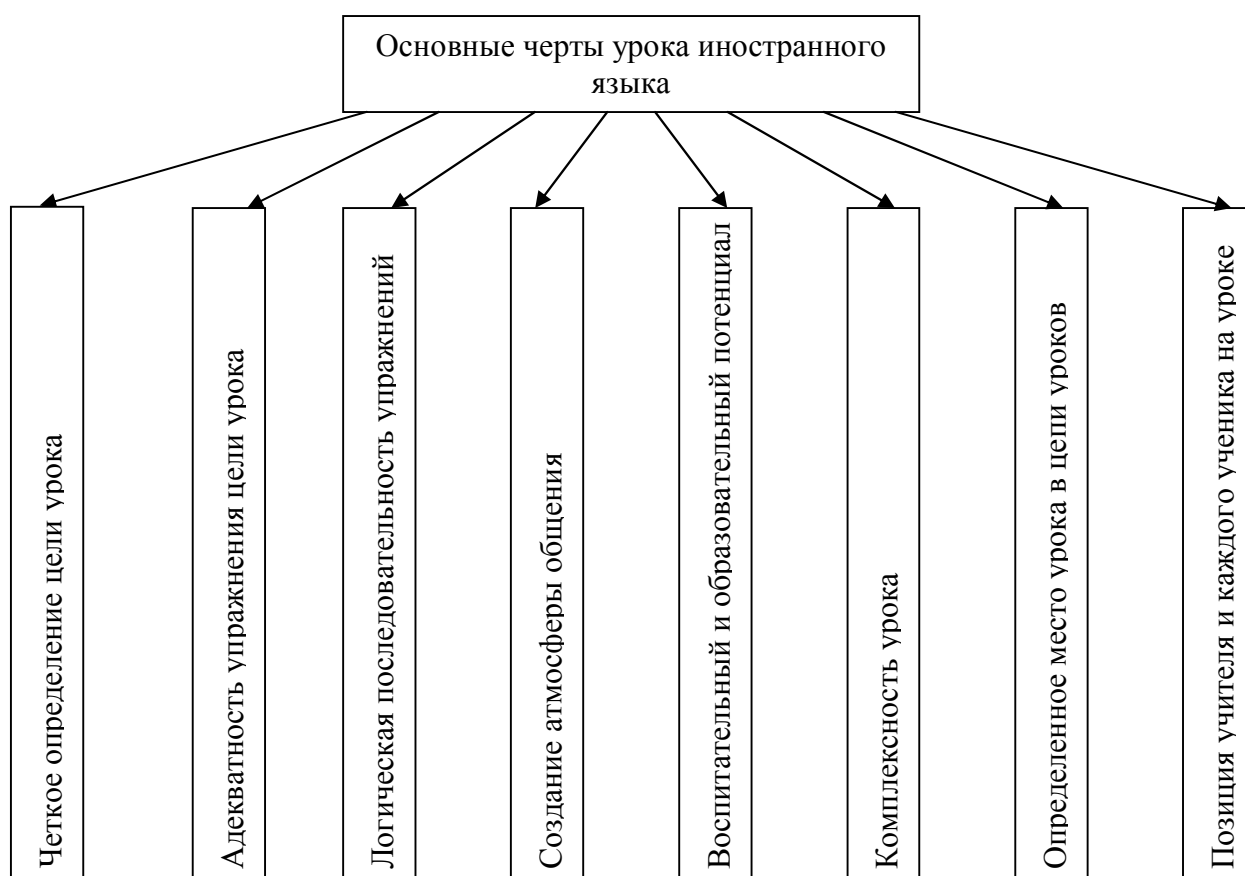 Основные черты урока иностранного
языка
Четкое определение цели урока
Адекватность упражнения цели урока
Логическая последовательность упражнений
Создание атмосферы общения
Воспитательный и образовательный потенциал
Комплексность урока
Определенное место урока в цепи уроков
Позиция учителя и каждого ученика на уроке